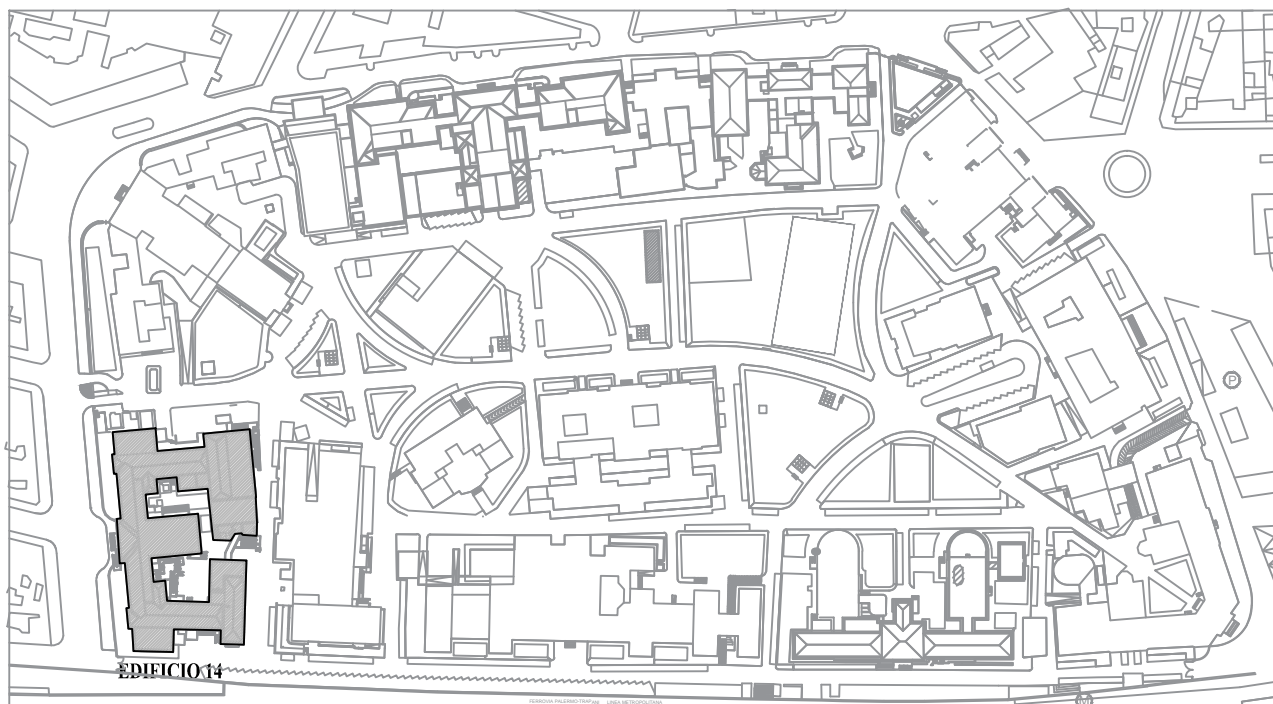 P
EDIFICIO 14
FERROVIA PALERMO-TRAPANI LINEA METROPOLITANA
M